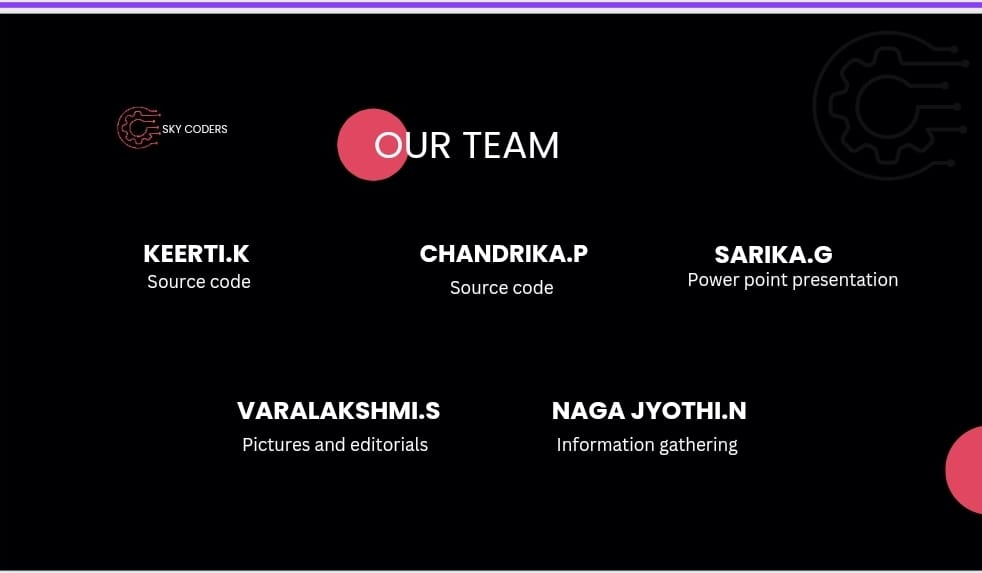 SKY CODERS
OUR TEAM
KEERTI.K
Source code
CHANDRIKA.P
Source code
SARIKA.G
Power point presentation
VARALAKSHMI.S
Pictures and editorials
NAGA JYOTHI.N
Information gathering